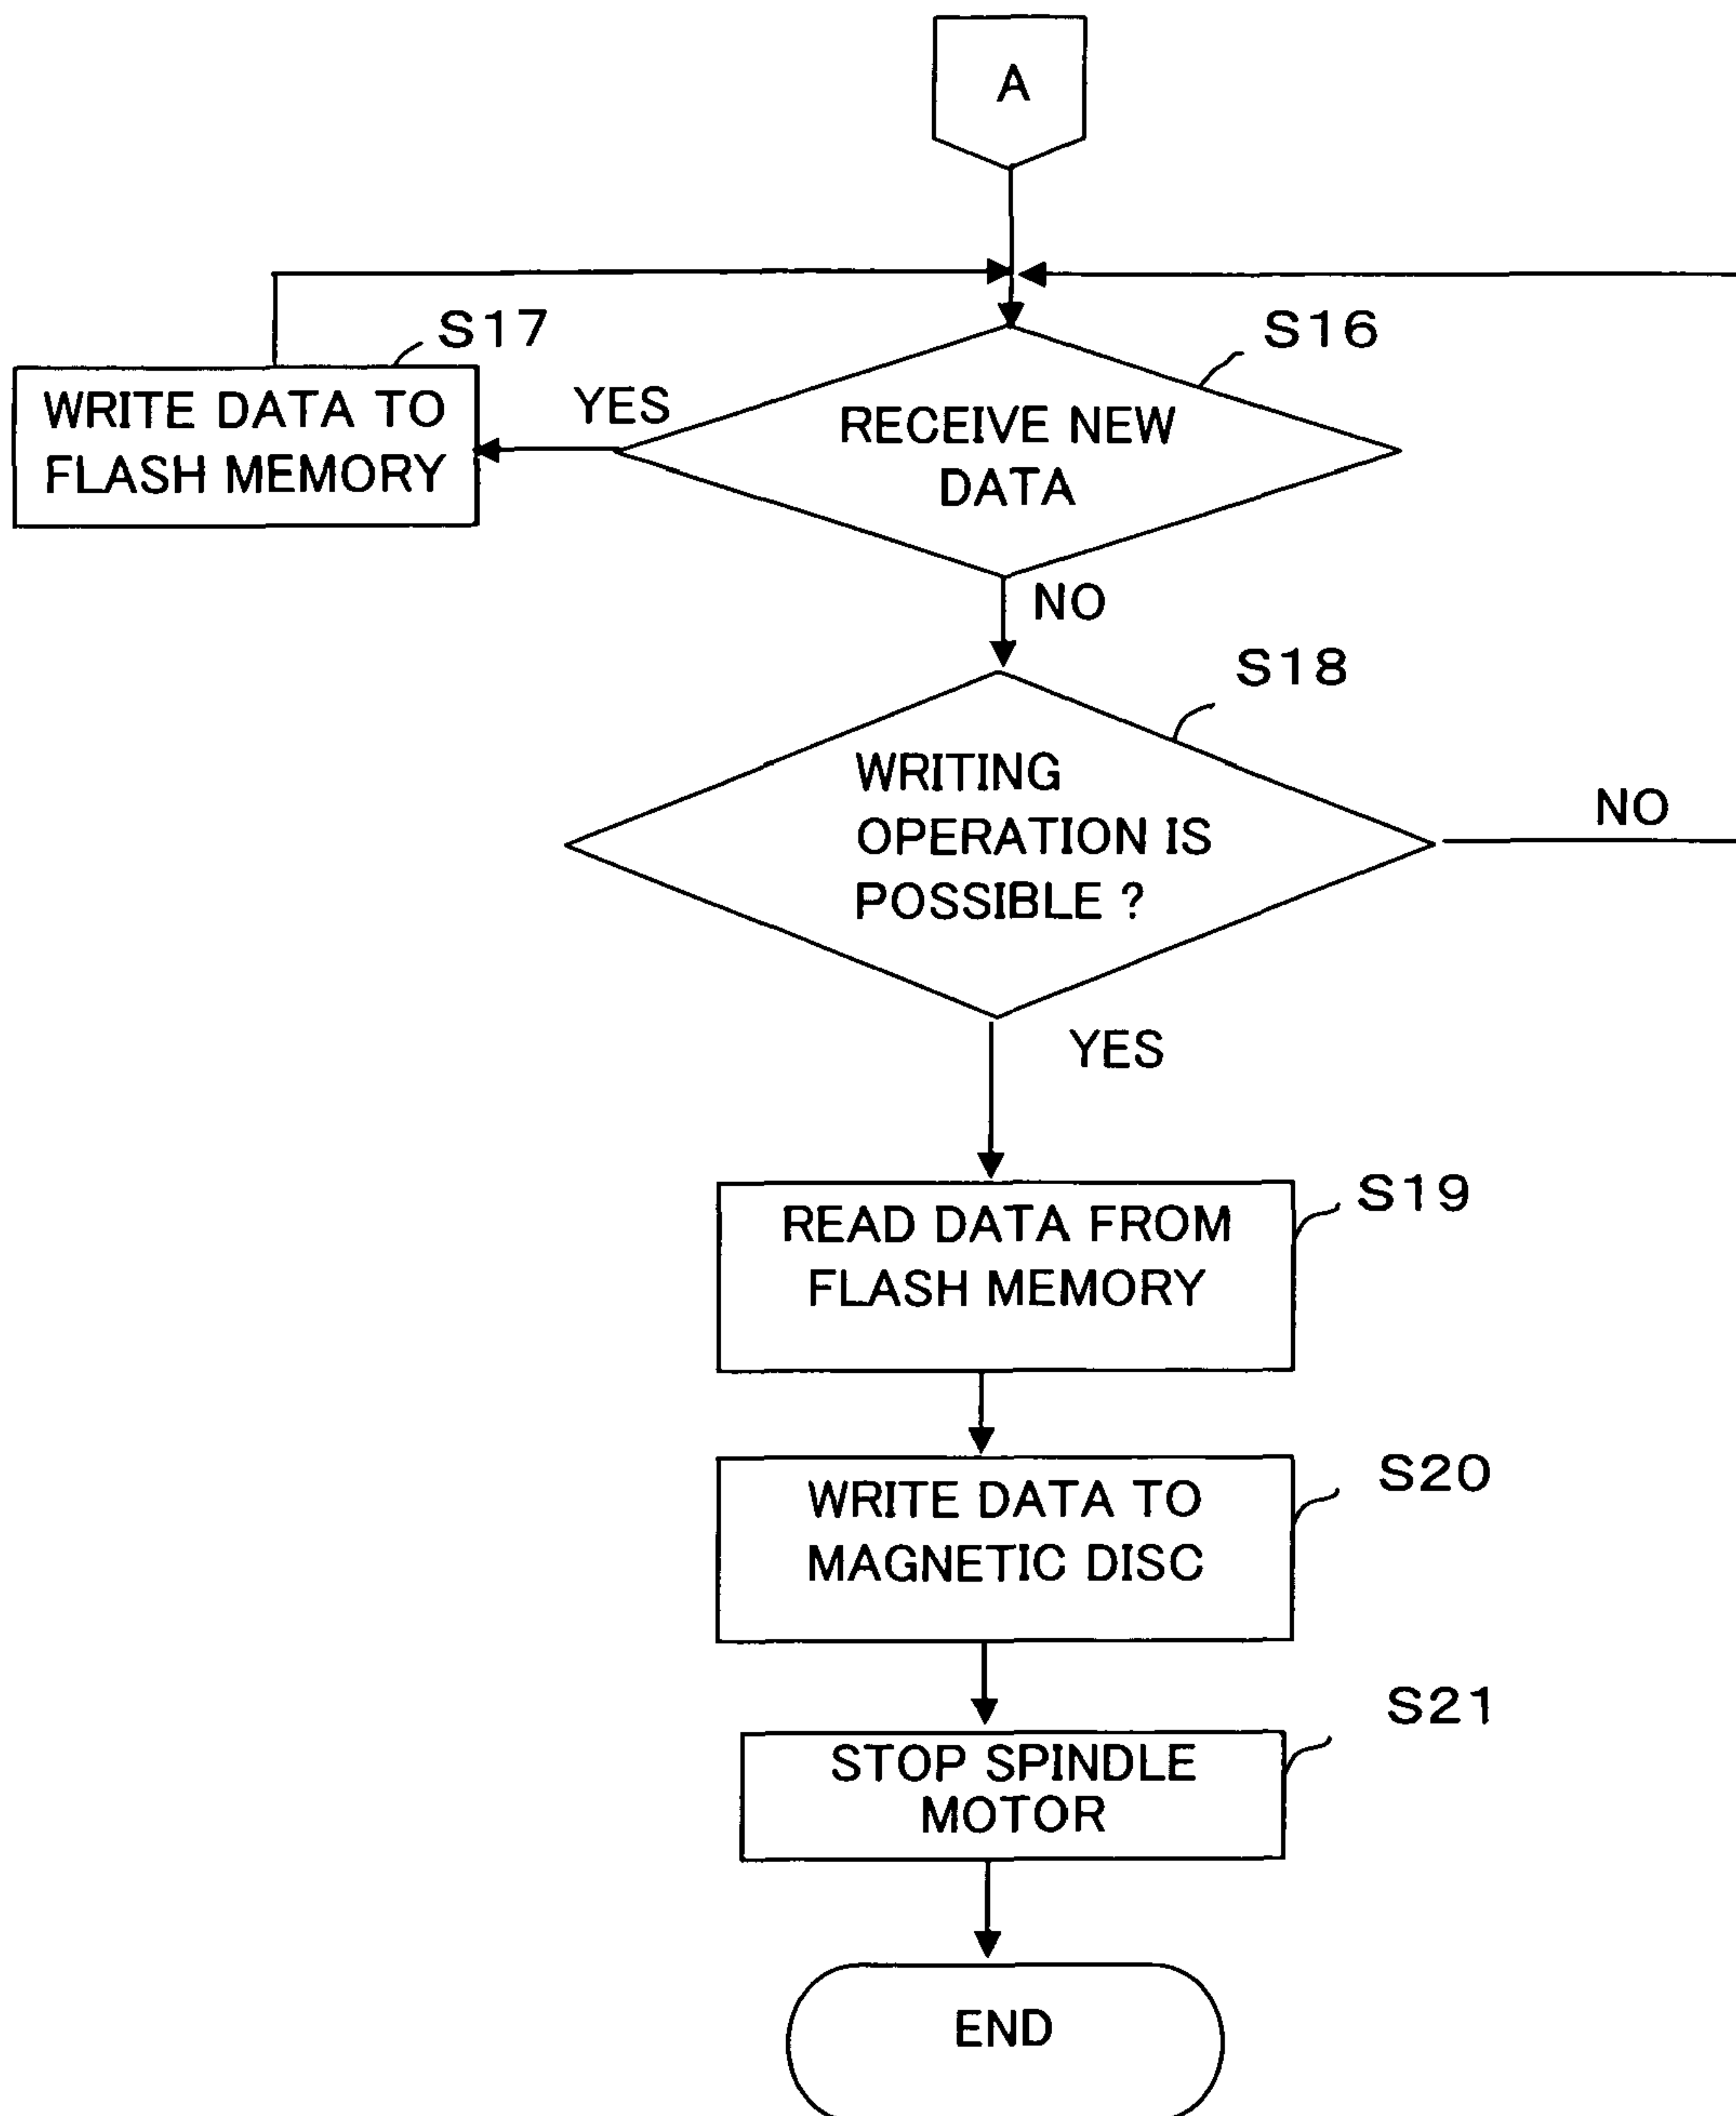 A
S17
S16
WRITE DATA TO
FLASH MEMORY
YES
RECEIVE NEW
DATA
NO
S18
WRITING
OPERATION IS
POSSIBLE ?
NO
YES
S19
READ DATA FROM
FLASH MEMORY
S20
WRITE DATA TO
MAGNETIC DISC
S21
STOP SPINDLE
MOTOR
END